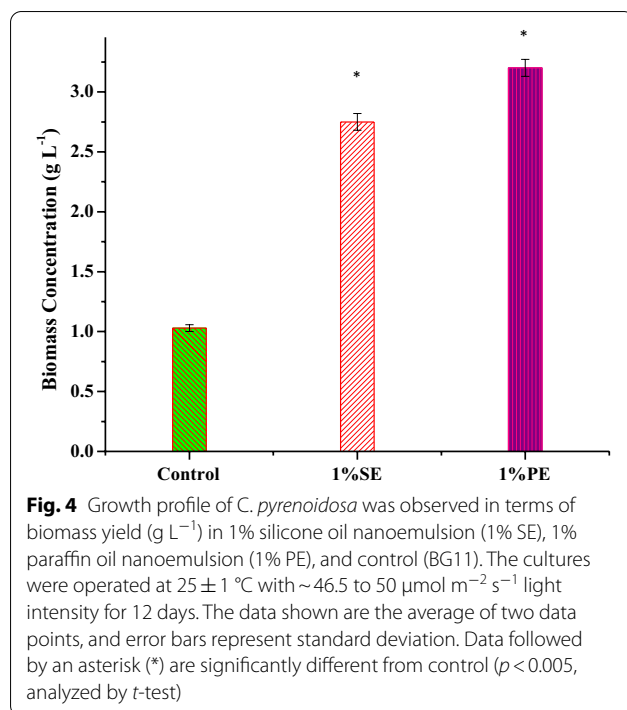 *
*
3.0
2.5
2.0
1.5
1.0
0.5
0.0
Biomass Concentration (g L⁻¹)
Control 1%SE 1%PE
Fig. 4 Growth profile of C. pyrenoidosa was observed in terms of
biomass yield (g L⁻¹) in 1% silicone oil nanoemulsion (1% SE), 1%
paraffin oil nanoemulsion (1% PE), and control (BG11). The cultures
were operated at 25 ± 1 °C with ~ 46.5 to 50 µmol m⁻² s⁻¹ light
intensity for 12 days. The data shown are the average of two data
points, and error bars represent standard deviation. Data followed
by an asterisk (*) are significantly different from control (p < 0.005,
analyzed by t-test)